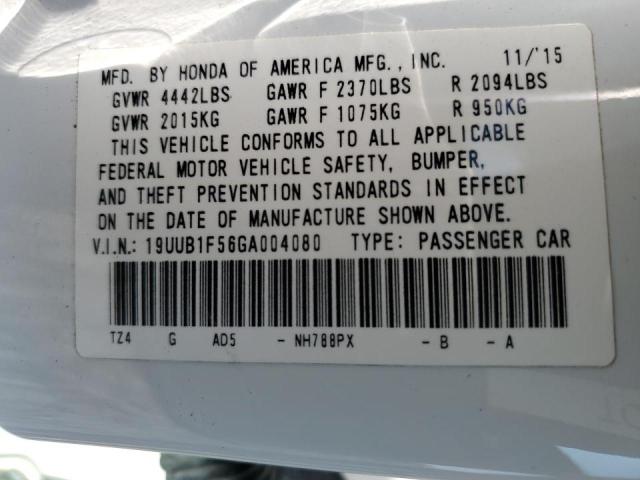 MFD. BY HONDA OF AMERICA MFG., INC. 11/'15
GVWR 4442LBS GAWR F 2370LBS R 2094LBS
GVWR 2015KG GAWR F 1075KG R 950KG
THIS VEHICLE CONFORMS TO ALL APPLICABLE
FEDERAL MOTOR VEHICLE SAFETY, BUMPER,
AND THEFT PREVENTION STANDARDS IN EFFECT
ON THE DATE OF MANUFACTURE SHOWN ABOVE.
V.I.N.: 19UUB1F56GA004080 TYPE: PASSENGER CAR
TZ4 G AD5 - NH788PX - B - A